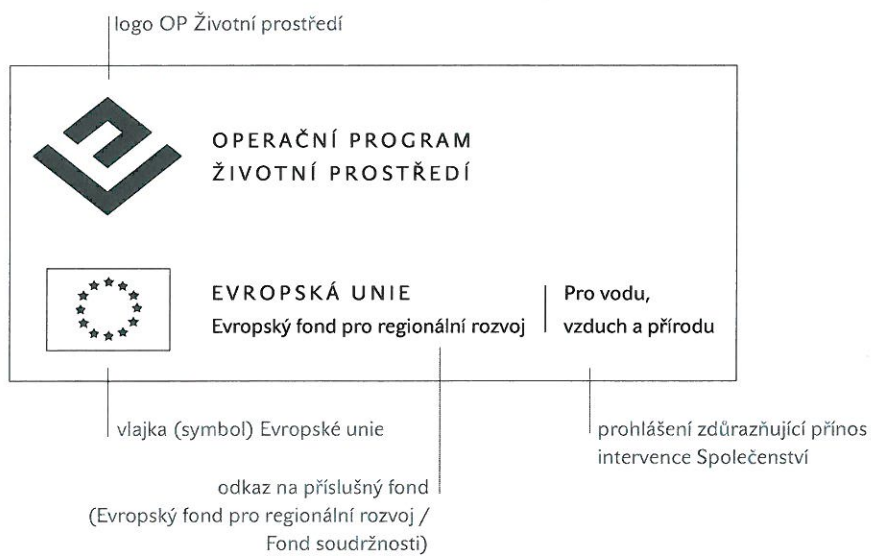 logo OP Životní prostředí
OPERAČNÍ PROGRAM
ŽIVOTNÍ PROSTŘEDÍ
EVROPSKÁ UNIE
Evropský fond pro regionální rozvoj
Pro vodu,
vzduch a přírodu
vlajka (symbol) Evropské unie
prohlášení zdůrazňující přínos
intervence Společenství
odkaz na příslušný fond
(Evropský fond pro regionální rozvoj /
Fond soudržnosti)